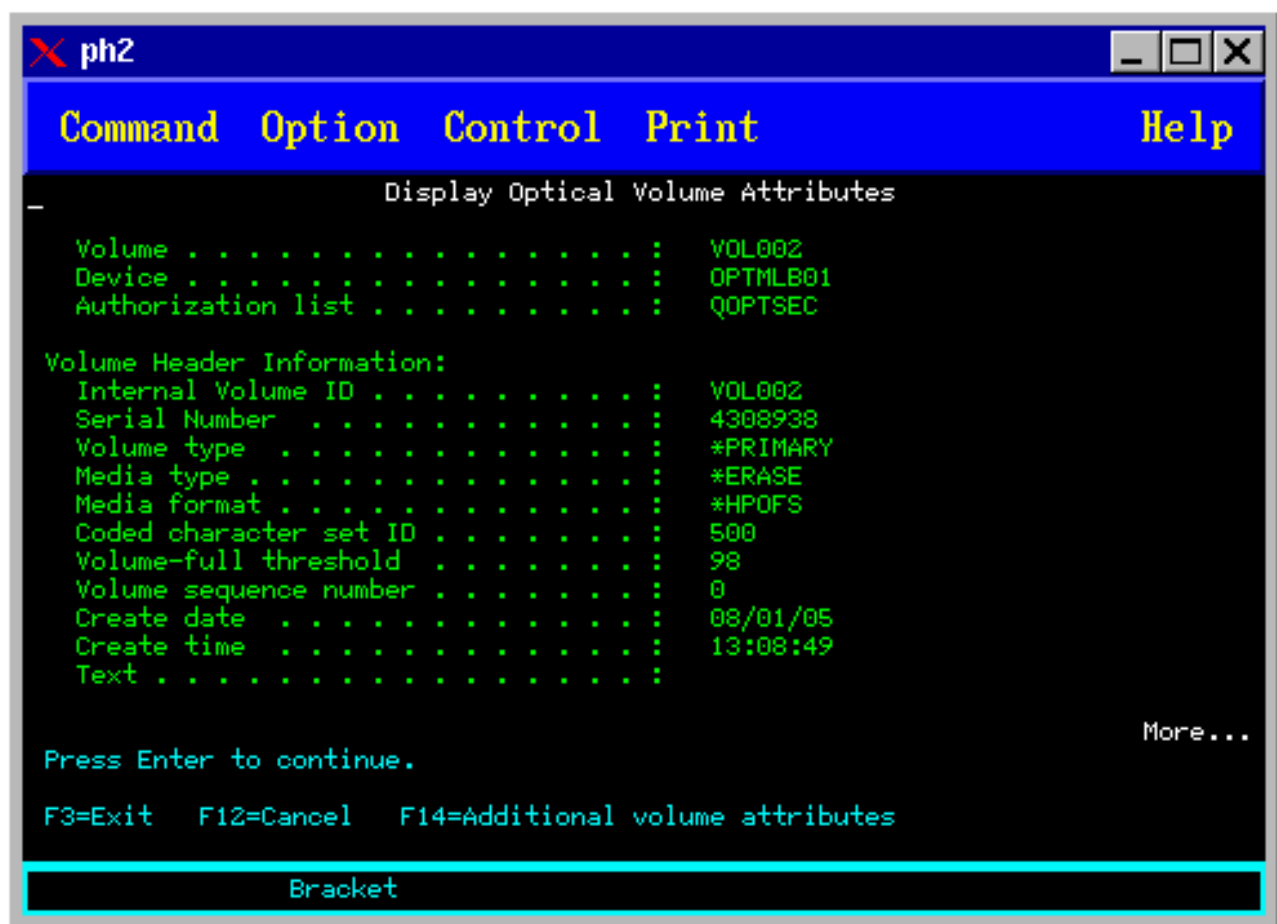 ph2
Command Option Control Print Help
Display Optical Volume Attributes
Volume . . . . . . . . . . . . . . . : VOL002
Device . . . . . . . . . . . . . . . : OPTMLB01
Authorization list . . . . . . . . . : QOPTSEC
Volume Header Information:
Internal Volume ID . . . . . . . . . : VOL002
Serial Number . . . . . . . . . . . : 4308938
Volume type . . . . . . . . . . . . : *PRIMARY
Media type . . . . . . . . . . . . . : *ERASE
Media format . . . . . . . . . . . . : *HPOFS
Coded character set ID . . . . . . . : 500
Volume-full threshold . . . . . . . : 98
Volume sequence number . . . . . . . : 0
Create date . . . . . . . . . . . . : 08/01/05
Create time . . . . . . . . . . . . : 13:08:49
Text . . . . . . . . . . . . . . . . :
More...
Press Enter to continue.
F3=Exit F12=Cancel F14=Additional volume attributes
Bracket